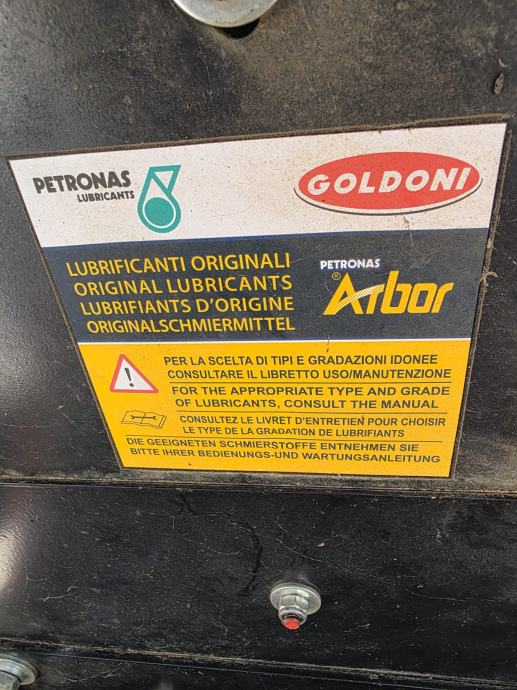 PETRONAS
LUBRICANTS
GOLDONI
LUBRIFICANTI ORIGINALI
ORIGINAL LUBRICANTS
LUBRIFIANTS D'ORIGINE
ORIGINALSCHMIERMITTEL
PETRONAS
Arbor®
PER LA SCELTA DI TIPI E GRADAZIONI IDONEE
CONSULTARE IL LIBRETTO USO/MANUTENZIONE
FOR THE APPROPRIATE TYPE AND GRADE
OF LUBRICANTS, CONSULT THE MANUAL
CONSULTEZ LE LIVRET D'ENTRETIEN POUR CHOISIR
LE TYPE DE LA GRADATION DE LUBRIFIANTS
DIE GEEIGNETEN SCHMIERSTOFFE ENTNEHMEN SIE
BITTE IHRER BEDIENUNGS-UND WARTUNGSANLEITUNG